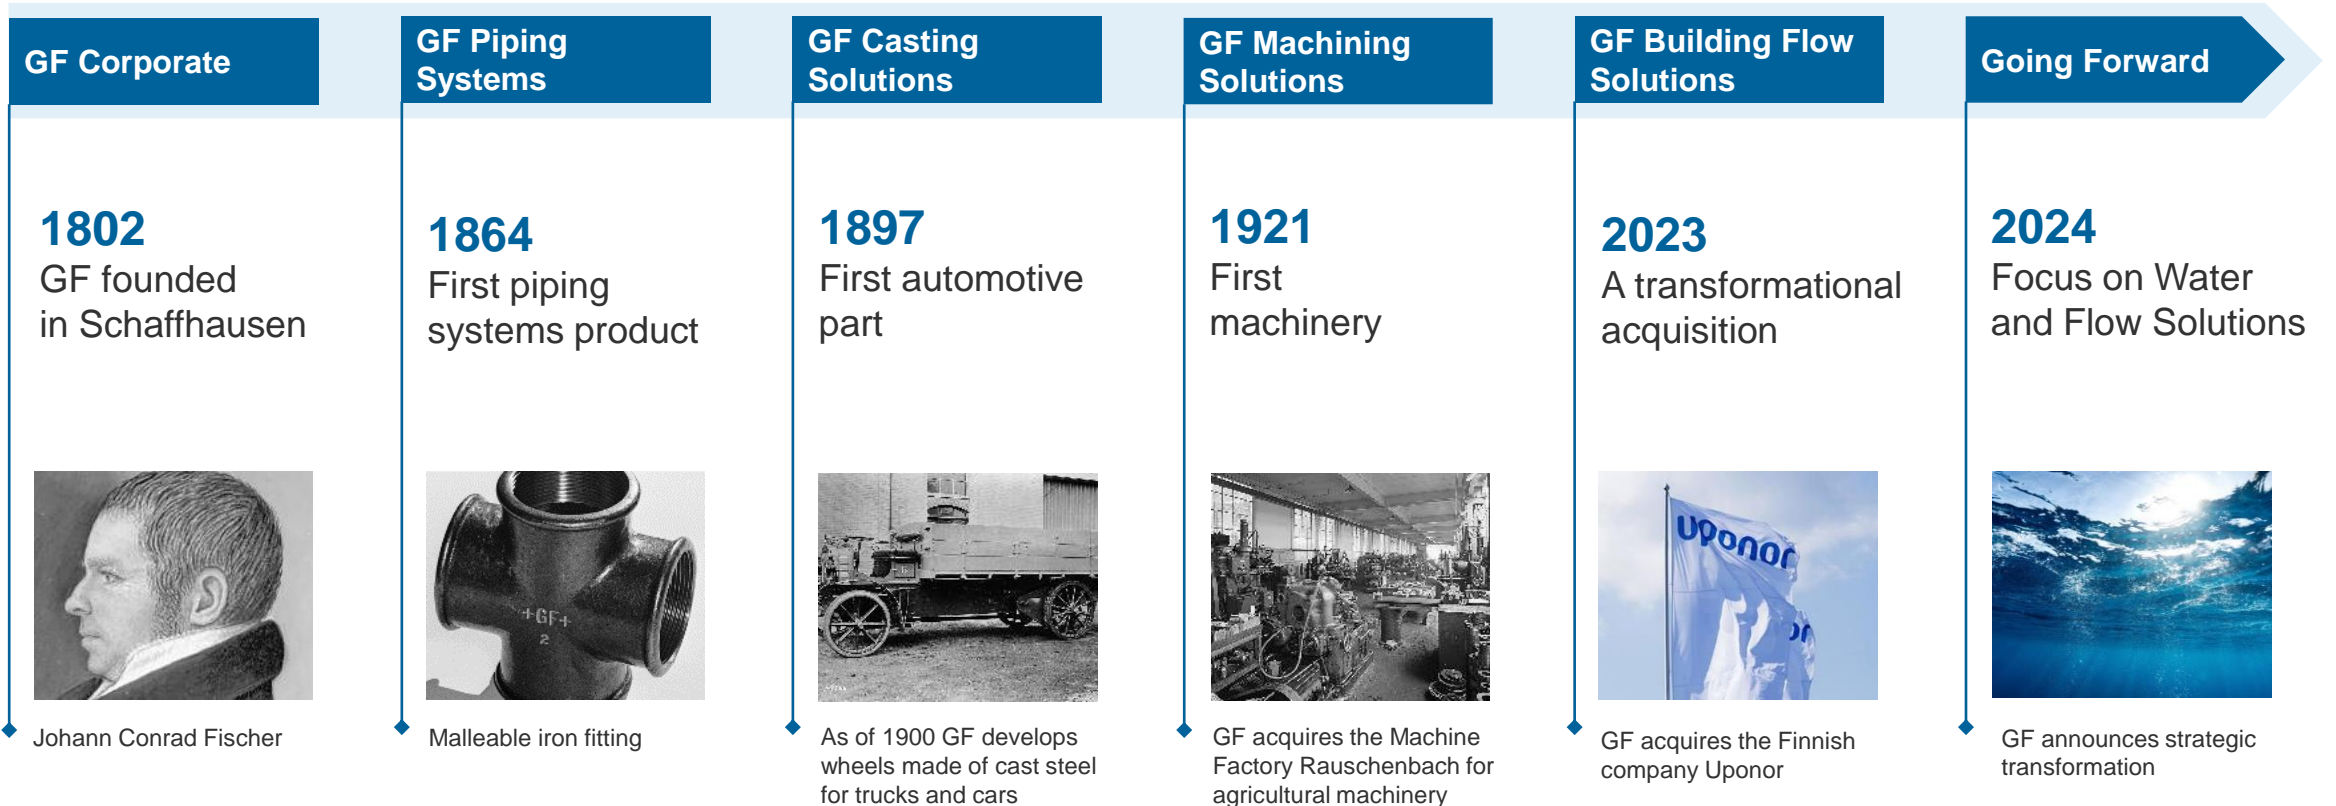 GF Corporate
GF Piping
Systems
GF Casting
Solutions
GF Machining
Solutions
GF Building Flow
Solutions
Going Forward
1802
GF founded
in Schaffhausen
1864
First piping
systems product
1897
First automotive
part
1921
First
machinery
2023
A transformational
acquisition
2024
Focus on Water
and Flow Solutions
+GF+
2
uponor
or
Johann Conrad Fischer
Malleable iron fitting
As of 1900 GF develops
wheels made of cast steel
for trucks and cars
GF acquires the Machine
Factory Rauschenbach for
agricultural machinery
GF acquires the Finnish
company Uponor
GF announces strategic
transformation